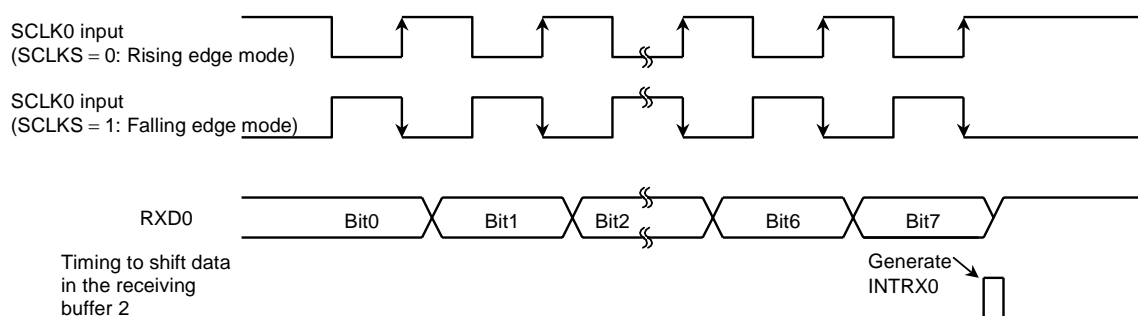 SCLK0 input
(SCLKS = 0: Rising edge mode)
SCLK0 input
(SCLKS = 1: Falling edge mode)
RXD0
Bit0
Bit1
Bit2
Bit6
Bit7
Timing to shift data
in the receiving
buffer 2
Generate
INTRX0